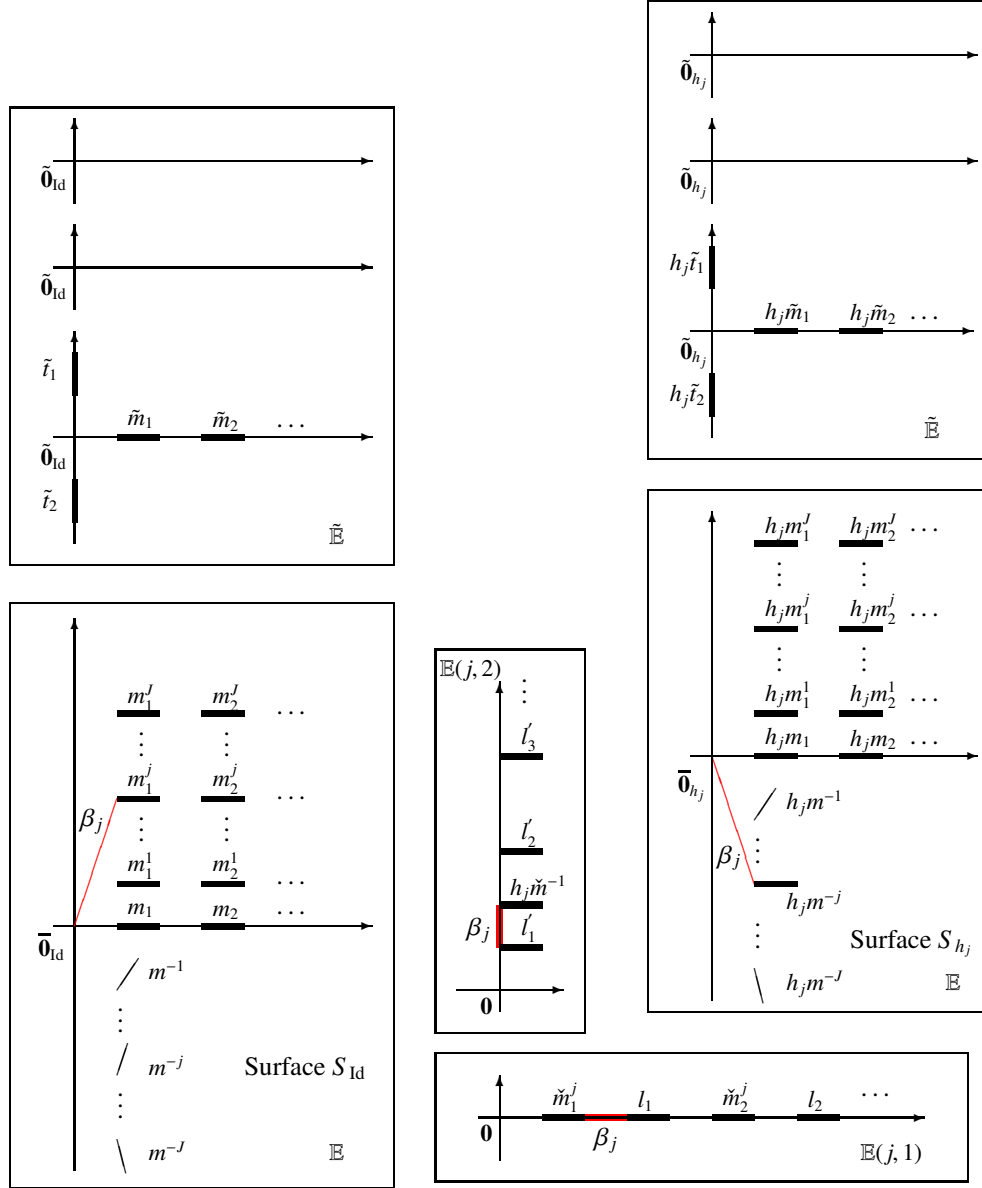 𝟎̃_Id
𝟎̃_Id
t̃_1
m̃_1 m̃_2 ...
𝟎̃_Id
t̃_2
𝔼̃
𝟎̃_{h_j}
𝟎̃_{h_j}
h_j t̃_1
h_j m̃_1 h_j m̃_2 ...
𝟎̃_{h_j}
h_j t̃_2
𝔼̃
m_1^J m_2^J ...
⋮ ⋮
m_1^j m_2^j ...
β_j
⋮ ⋮
m_1^1 m_2^1 ...
m_1 m_2 ...
𝟎̅_Id
m^{-1}
⋮
m^{-j} Surface S_Id
⋮
m^{-J} 𝔼
𝔼(j, 2)
⋮
l'_3
l'_2
h_j m̌^{-1}
β_j l'_1
𝟎
h_j m_1^J h_j m_2^J ...
⋮ ⋮
h_j m_1^j h_j m_2^j ...
⋮ ⋮
h_j m_1^1 h_j m_2^1 ...
h_j m_1 h_j m_2 ...
𝟎̅_{h_j}
h_j m^{-1}
β_j ⋮
h_j m^{-j}
⋮ Surface S_{h_j}
h_j m^{-J} 𝔼
m̌_1^j l_1 m̌_2^j l_2 ...
𝟎 β_j
𝔼(j, 1)